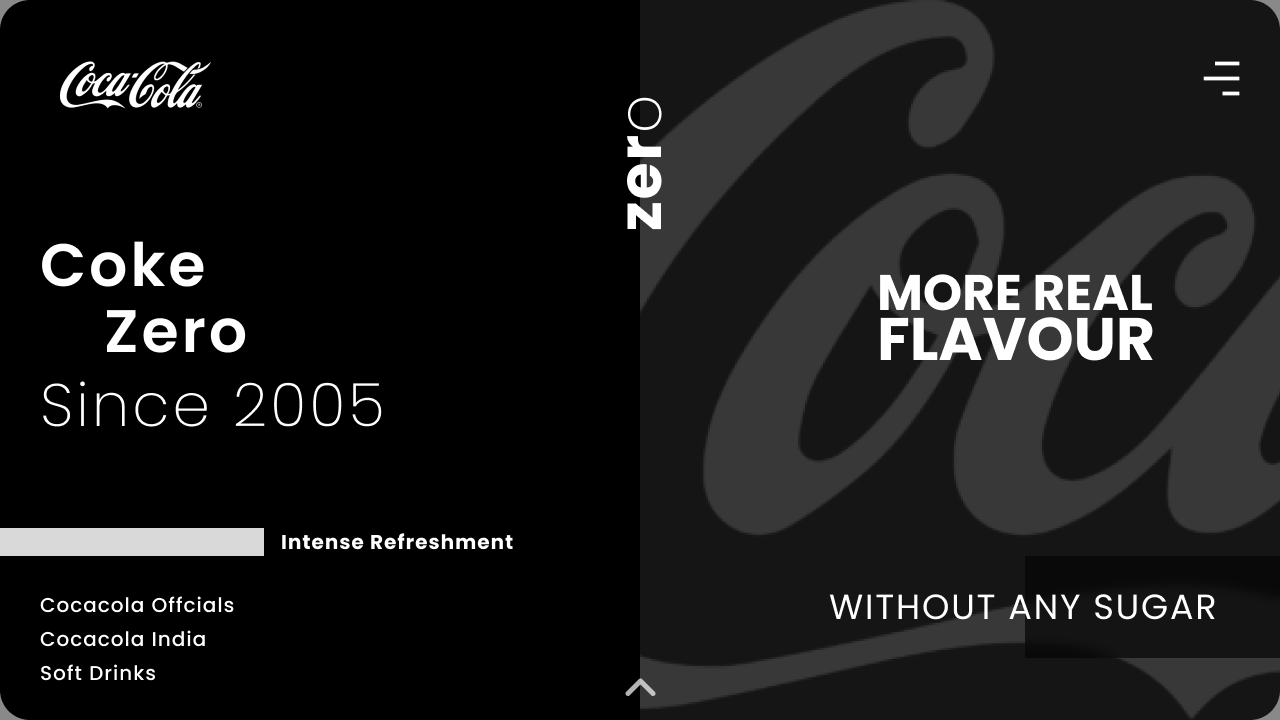 Coca-Cola®
zero
Coke
Zero
Since 2005
MORE REAL
FLAVOUR
Intense Refreshment
Cocacola Offcials
Cocacola India
Soft Drinks
WITHOUT ANY SUGAR
Coca